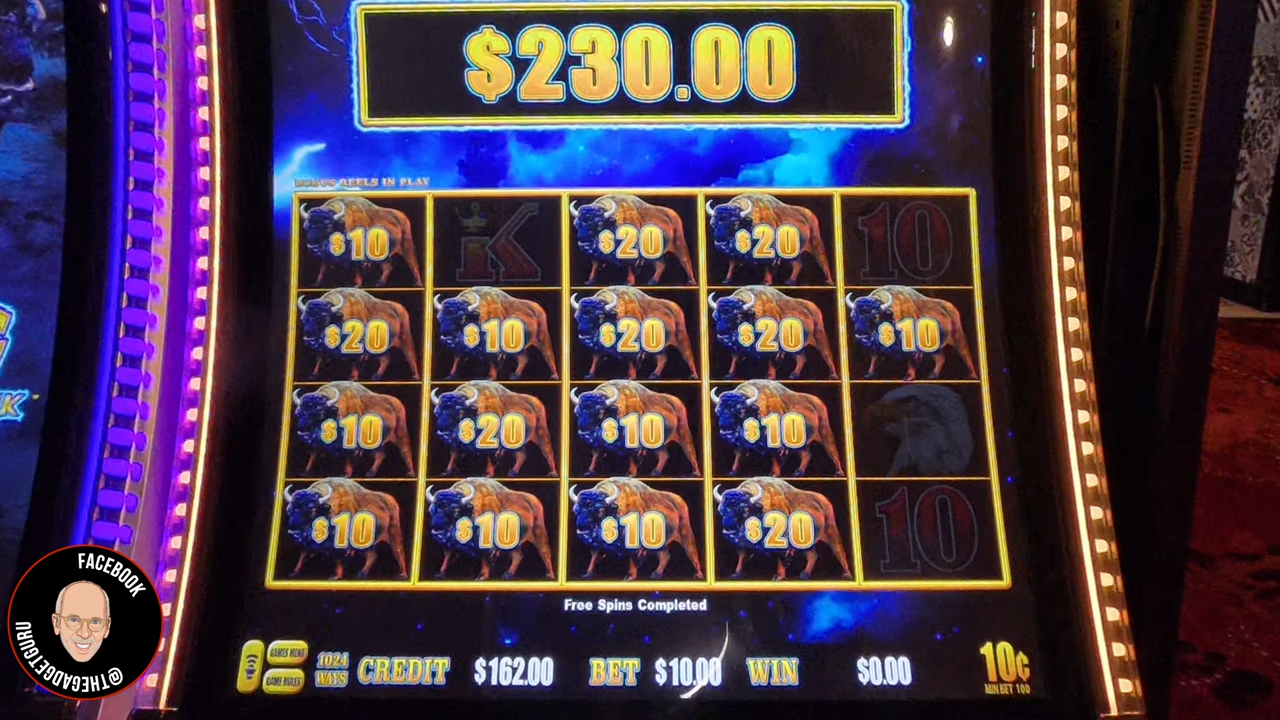 $230.00
BONUS REELS IN PLAY
$10 K $20 $20 10
$20 $10 $20 $20 $10
$10 $20 $10 $10
$10 $10 $10 $20 10
Free Spins Completed
GAMES MENU
GAME RULES
1024
WAYS
CREDIT $162.00 BET $10.00 WIN $0.00
10¢
MIN BET 100
FACEBOOK
@THEGADGETGURU